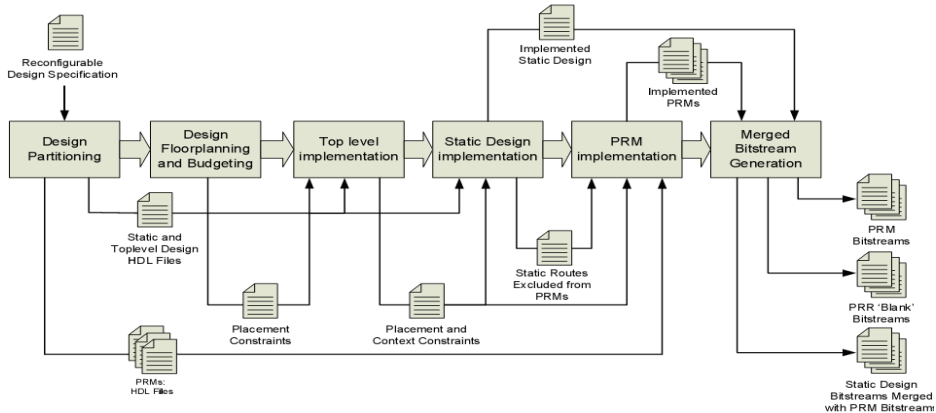 Reconfigurable
Design Specification
Implemented
Static Design
Implemented
PRMs
Design
Partitioning
Design
Floorplanning
and Budgeting
Top level
implementation
Static Design
implementation
PRM
implementation
Merged
Bitstream
Generation
Static and
Toplevel Design
HDL Files
Static Routes
Excluded from
PRMs
PRM
Bitstreams
Placement
Constraints
Placement and
Context Constraints
PRR ‘Blank’
Bitstreams
PRMs:
HDL Files
Static Design
Bitstreams Merged
with PRM Bitstreams